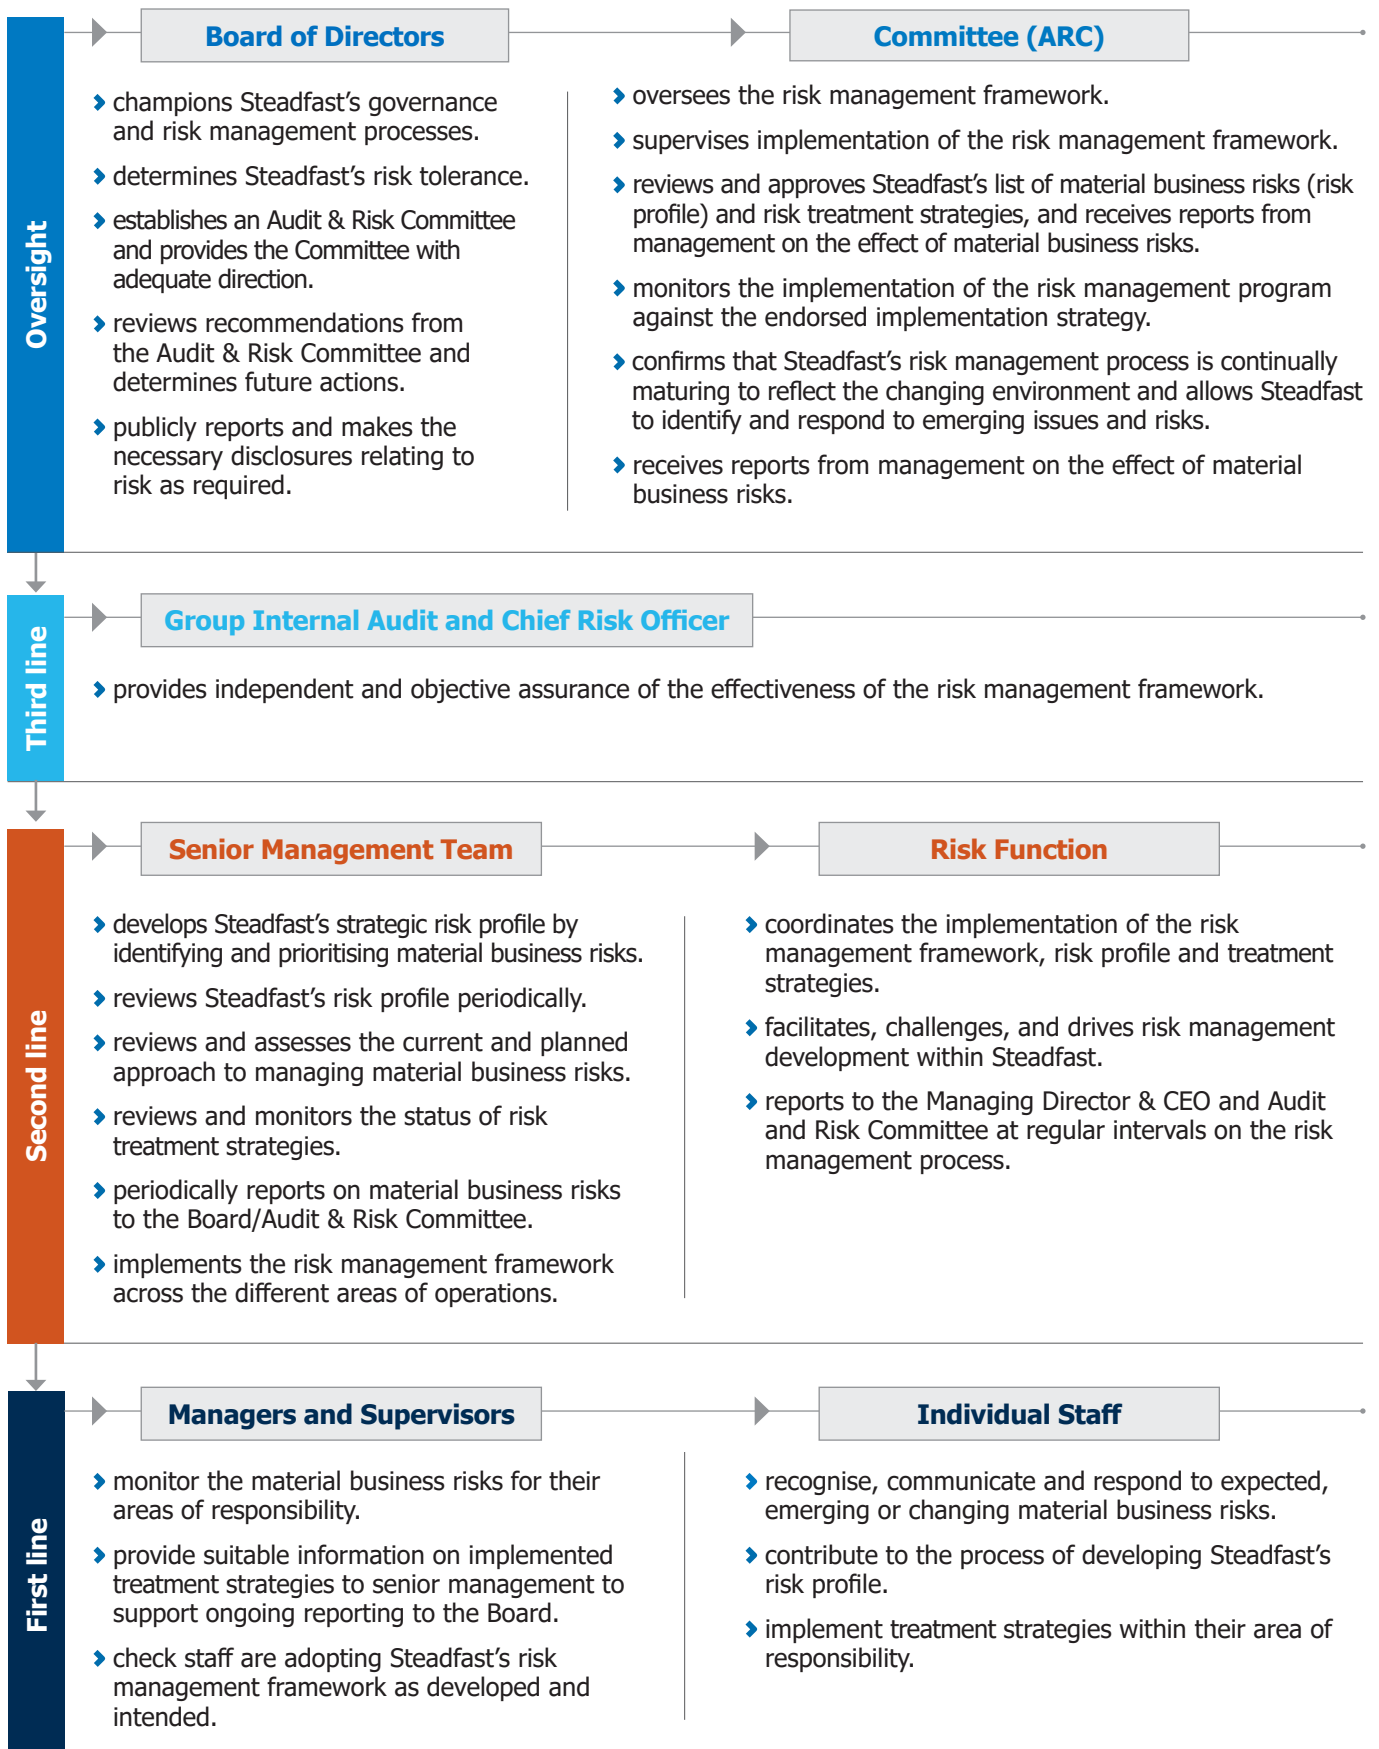 Oversight
Board of Directors
champions Steadfast’s governance
and risk management processes.
determines Steadfast’s risk tolerance.
establishes an Audit & Risk Committee
and provides the Committee with
adequate direction.
reviews recommendations from
the Audit & Risk Committee and
determines future actions.
publicly reports and makes the
necessary disclosures relating to
risk as required.
Committee (ARC)
oversees the risk management framework.
supervises implementation of the risk management framework.
reviews and approves Steadfast’s list of material business risks (risk
profile) and risk treatment strategies, and receives reports from
management on the effect of material business risks.
monitors the implementation of the risk management program
against the endorsed implementation strategy.
confirms that Steadfast’s risk management process is continually
maturing to reflect the changing environment and allows Steadfast
to identify and respond to emerging issues and risks.
receives reports from management on the effect of material
business risks.
Third line
Group Internal Audit and Chief Risk Officer
provides independent and objective assurance of the effectiveness of the risk management framework.
Second line
Senior Management Team
develops Steadfast’s strategic risk profile by
identifying and prioritising material business risks.
reviews Steadfast’s risk profile periodically.
reviews and assesses the current and planned
approach to managing material business risks.
reviews and monitors the status of risk
treatment strategies.
periodically reports on material business risks
to the Board/Audit & Risk Committee.
implements the risk management framework
across the different areas of operations.
Risk Function
coordinates the implementation of the risk
management framework, risk profile and treatment
strategies.
facilitates, challenges, and drives risk management
development within Steadfast.
reports to the Managing Director & CEO and Audit
and Risk Committee at regular intervals on the risk
management process.
First line
Managers and Supervisors
monitor the material business risks for their
areas of responsibility.
provide suitable information on implemented
treatment strategies to senior management to
support ongoing reporting to the Board.
check staff are adopting Steadfast’s risk
management framework as developed and
intended.
Individual Staff
recognise, communicate and respond to expected,
emerging or changing material business risks.
contribute to the process of developing Steadfast’s
risk profile.
implement treatment strategies within their area of
responsibility.